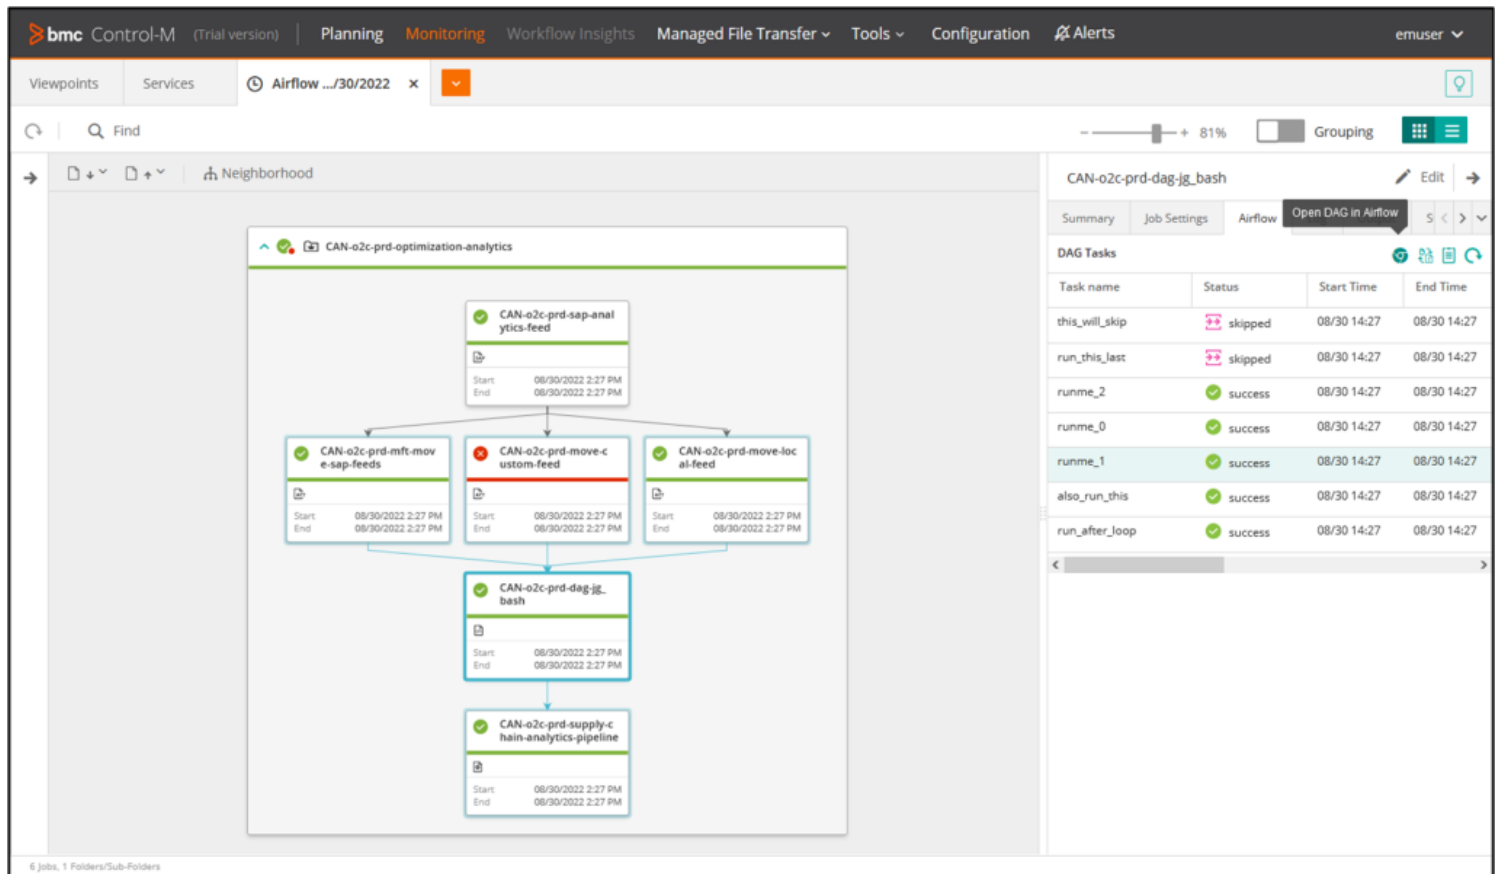 bmc Control-M (Trial version) Planning Monitoring Workflow Insights Managed File Transfer Tools Configuration Alerts emuser
Viewpoints Services Airflow .../30/2022
Find - + 81% Grouping
Neighborhood
CAN-o2c-prd-optimization-analytics
CAN-o2c-prd-sap-anal
ytics-feed
Start 08/30/2022 2:27 PM
End 08/30/2022 2:27 PM
CAN-o2c-prd-mft-mov
e-sap-feeds
Start 08/30/2022 2:27 PM
End 08/30/2022 2:27 PM
CAN-o2c-prd-move-c
ustom-feed
Start 08/30/2022 2:27 PM
End 08/30/2022 2:27 PM
CAN-o2c-prd-move-loc
al-feed
Start 08/30/2022 2:27 PM
End 08/30/2022 2:27 PM
CAN-o2c-prd-dag-jg_
bash
Start 08/30/2022 2:27 PM
End 08/30/2022 2:27 PM
CAN-o2c-prd-supply-c
hain-analytics-pipeline
Start 08/30/2022 2:27 PM
End 08/30/2022 2:27 PM
CAN-o2c-prd-dag-jg_bash Edit
Summary Job Settings Airflow S
Open DAG in Airflow
DAG Tasks
Task name Status Start Time End Time
this_will_skip skipped 08/30 14:27 08/30 14:27
run_this_last skipped 08/30 14:27 08/30 14:27
runme_2 success 08/30 14:27 08/30 14:27
runme_0 success 08/30 14:27 08/30 14:27
runme_1 success 08/30 14:27 08/30 14:27
also_run_this success 08/30 14:27 08/30 14:27
run_after_loop success 08/30 14:27 08/30 14:27
6 Jobs, 1 Folders/Sub-Folders